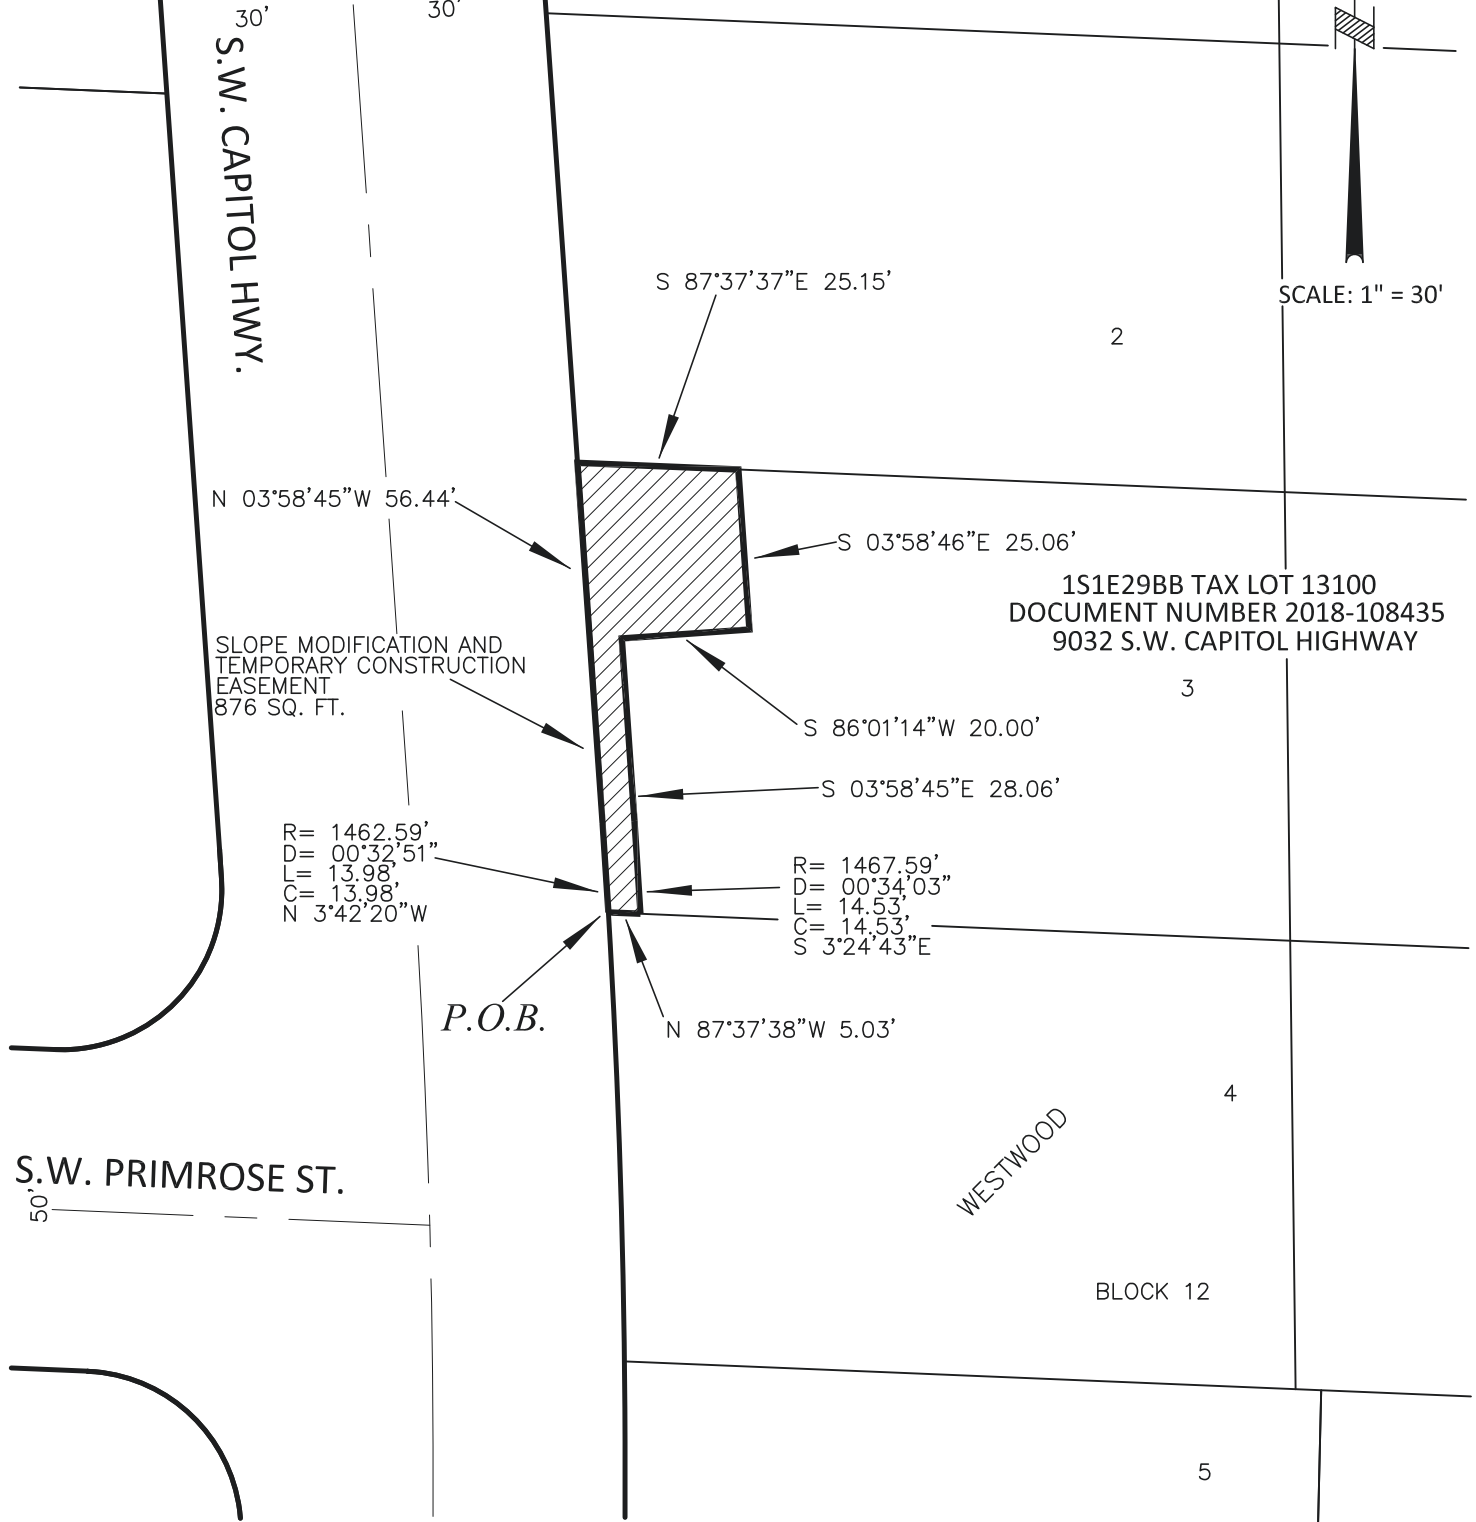 30’
30’
S.W. CAPITOL HWY.
S 87°37’37”E 25.15’
SCALE: 1" = 30'
2
N 03°58’45”W 56.44’
S 03°58’46”E 25.06’
1S1E29BB TAX LOT 13100
DOCUMENT NUMBER 2018-108435
9032 S.W. CAPITOL HIGHWAY
SLOPE MODIFICATION AND
TEMPORARY CONSTRUCTION
EASEMENT
876 SQ. FT.
3
S 86°01’14”W 20.00’
S 03°58’45”E 28.06’
R= 1462.59’
D= 00°32’51”
L= 13.98’
C= 13.98’
N 3°42’20”W
R= 1467.59’
D= 00°34’03”
L= 14.53’
C= 14.53’
S 3°24’43”E
P.O.B.
N 87°37’38”W 5.03’
4
WESTWOOD
S.W. PRIMROSE ST.
50’
BLOCK 12
5